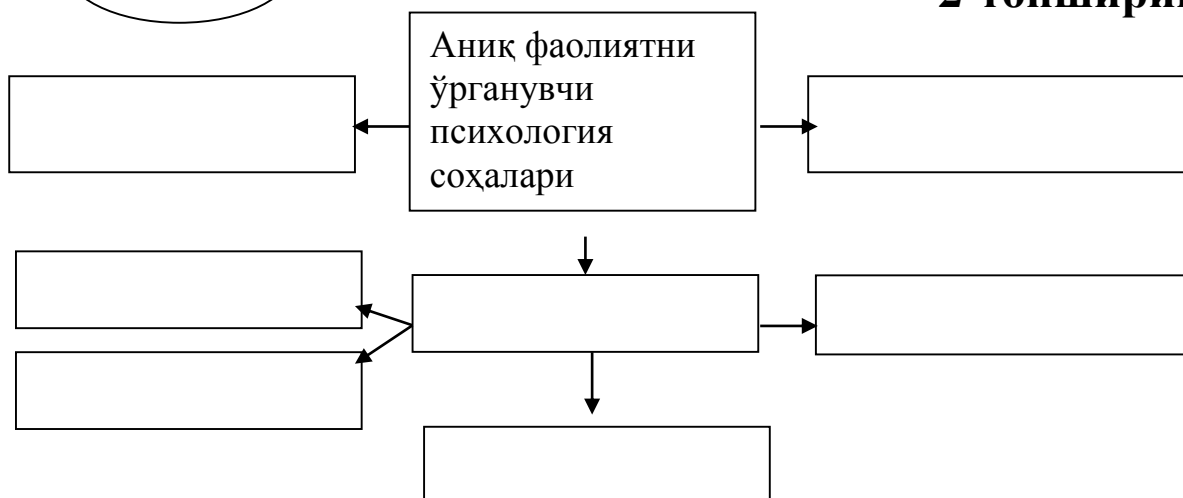 Аниқ фаолиятни
ўрганувчи
психология
соҳалари